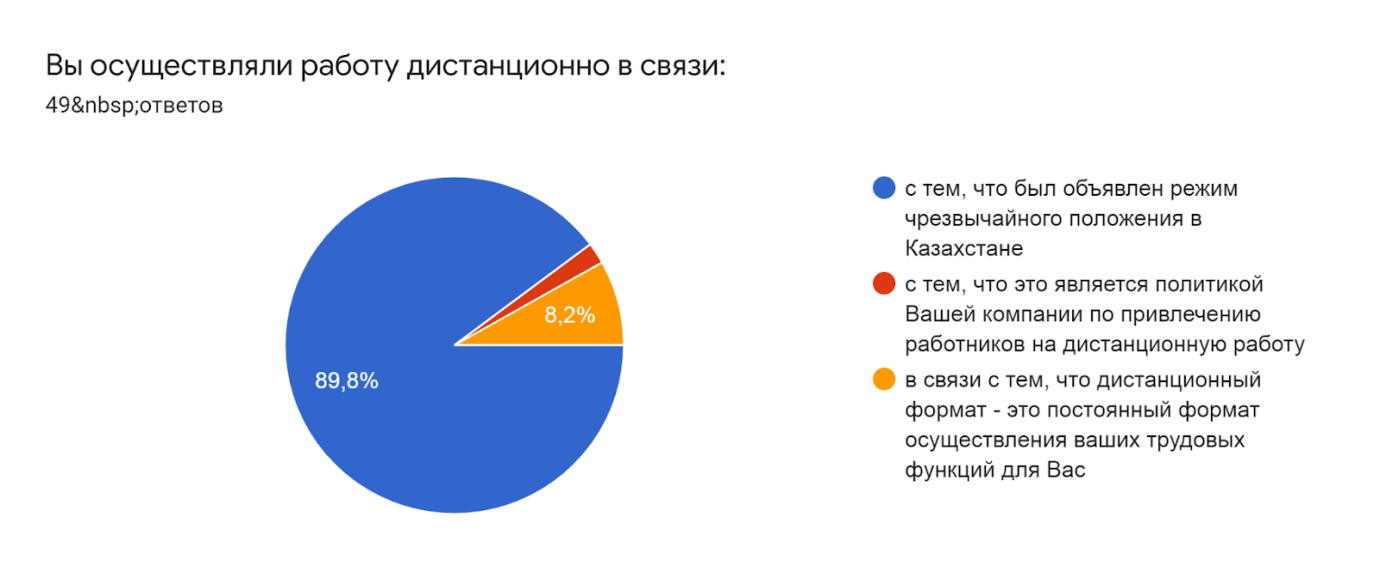 Вы осуществляли работу дистанционно в связи:
49&nbsp;ответов
8,2%
89,8%
с тем, что был объявлен режим
чрезвычайного положения в
Казахстане
с тем, что это является политикой
Вашей компании по привлечению
работников на дистанционную работу
в связи с тем, что дистанционный
формат - это постоянный формат
осуществления ваших трудовых
функций для Вас